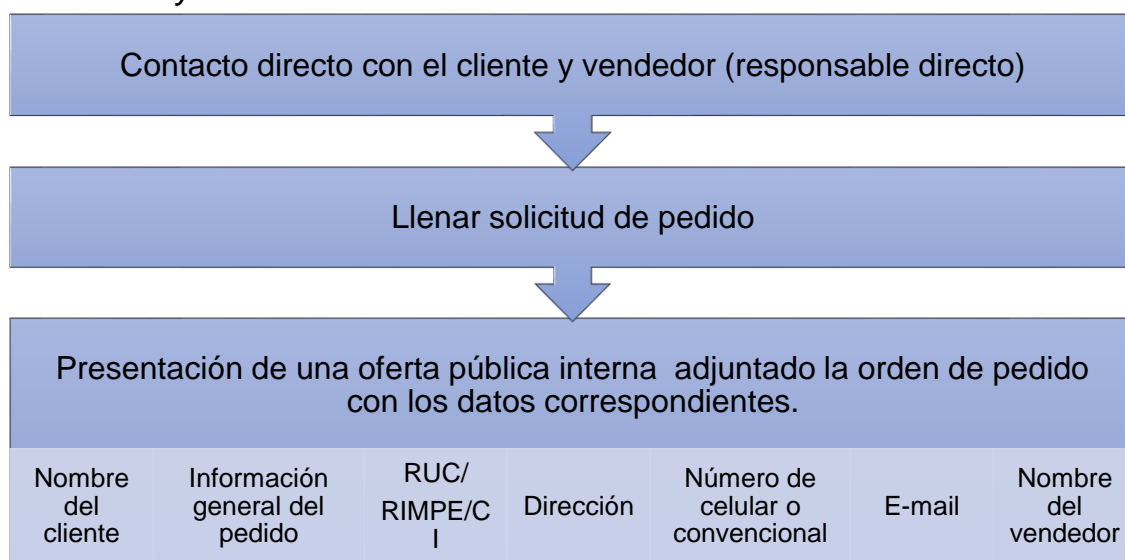 Contacto directo con el cliente y vendedor (responsable directo)
Llenar solicitud de pedido
Presentación de una oferta pública interna adjuntado la orden de pedido
con los datos correspondientes.
Nombre
del
cliente
Información
general del
pedido
RUC/
RIMPE/C
I
Dirección
Número de
celular o
convencional
E-mail
Nombre
del
vendedor